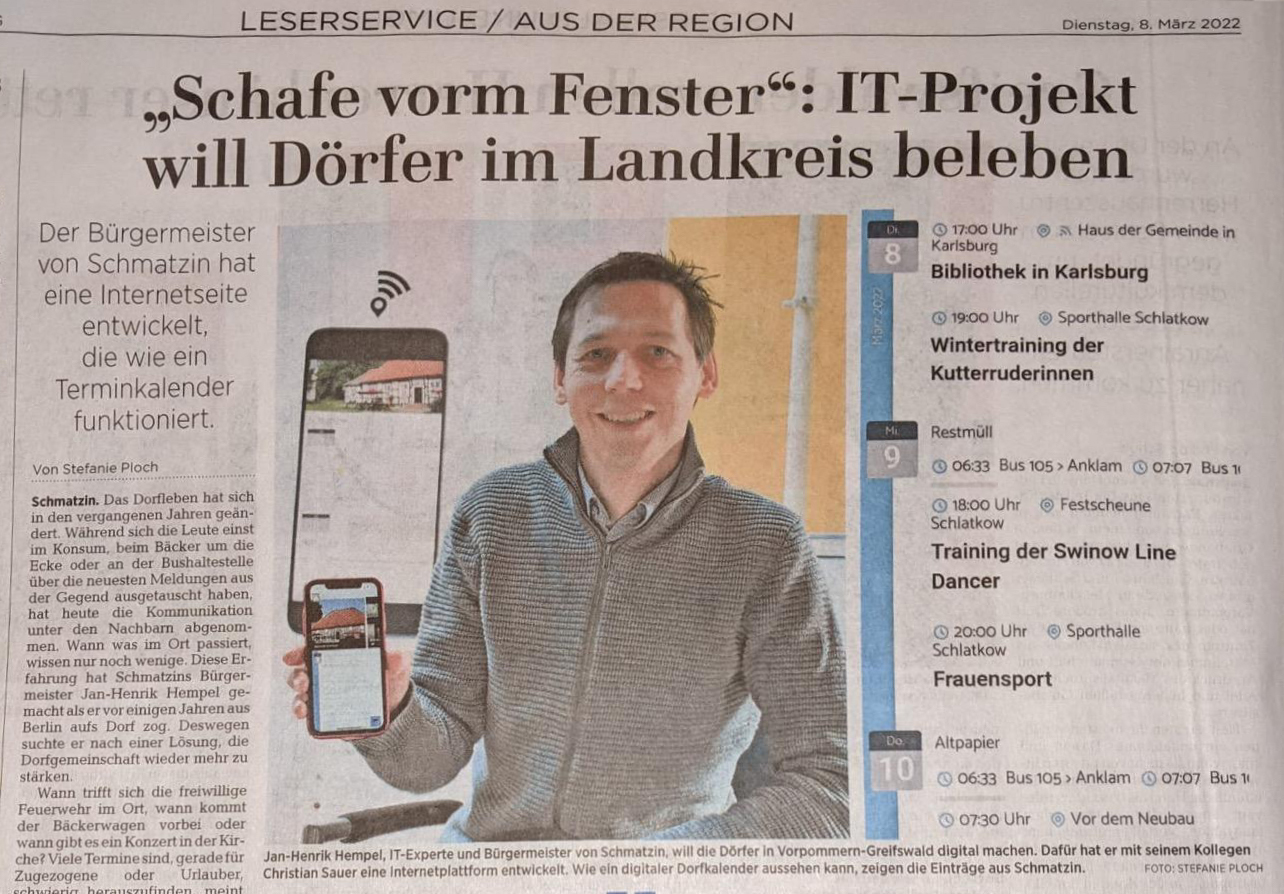 LESERSERVICE / AUS DER REGION
Dienstag, 8. März 2022
„Schafe vorm Fenster“: IT-Projekt
will Dörfer im Landkreis beleben
Der Bürgermeister
von Schmatzin hat
eine Internetseite
entwickelt,
die wie ein
Terminkalender
funktioniert.
Von Stefanie Ploch
Schmatzin. Das Dorfleben hat sich
in den vergangenen Jahren geän-
dert. Während sich die Leute einst
im Konsum, beim Bäcker um die
Ecke oder an der Bushaltestelle
über die neuesten Meldungen aus
der Gegend ausgetauscht haben,
hat heute die Kommunikation
unter den Nachbarn abgenom-
men. Wann was im Ort passiert,
wissen nur noch wenige. Diese Er-
fahrung hat Schmatzins Bürger-
meister Jan-Henrik Hempel ge-
macht als er vor einigen Jahren aus
Berlin aufs Dorf zog. Deswegen
suchte er nach einer Lösung, die
Dorfgemeinschaft wieder mehr zu
stärken.
Wann trifft sich die freiwillige
Feuerwehr im Ort, wann kommt
der Bäckerwagen vorbei oder
wann gibt es ein Konzert in der Kir-
che? Viele Termine sind, gerade für
Zugezogene oder Urlauber,
schwierig herauszufinden, meint
Di.
8
März 2022
17:00 Uhr Haus der Gemeinde in
Karlsburg
Bibliothek in Karlsburg
19:00 Uhr Sporthalle Schlatkow
Wintertraining der
Kutterruderinnen
Mi.
9
Restmüll
06:33 Bus 105 > Anklam 07:07 Bus
18:00 Uhr Festscheune
Schlatkow
Training der Swinow Line
Dancer
20:00 Uhr Sporthalle
Schlatkow
Frauensport
Do.
10
Altpapier
06:33 Bus 105 > Anklam 07:07 Bus
07:30 Uhr Vor dem Neubau
Jan-Henrik Hempel, IT-Experte und Bürgermeister von Schmatzin, will die Dörfer in Vorpommern-Greifswald digital machen. Dafür hat er mit seinem Kollegen
Christian Sauer eine Internetplattform entwickelt. Wie ein digitaler Dorfkalender aussehen kann, zeigen die Einträge aus Schmatzin.
FOTO: STEFANIE PLOCH